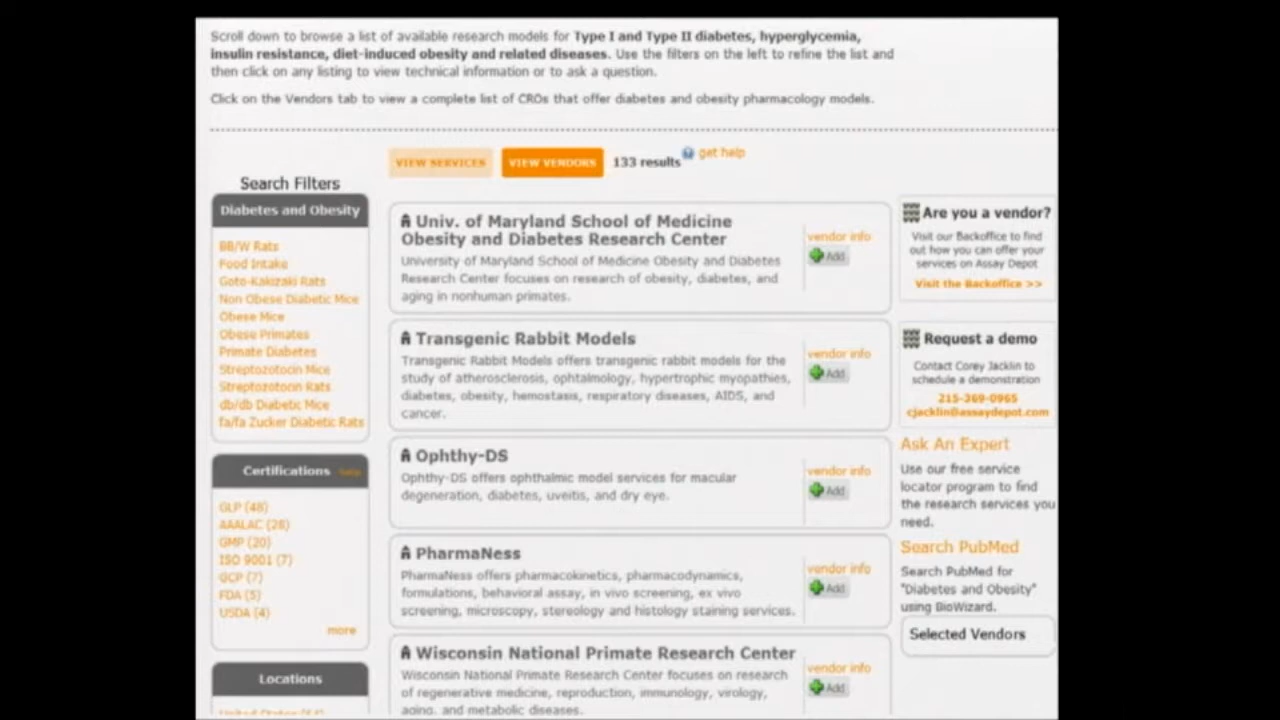 Scroll down to browse a list of available research models for Type I and Type II diabetes, hyperglycemia,
insulin resistance, diet-induced obesity and related diseases. Use the filters on the left to refine the list and
then click on any listing to view technical information or to ask a question.
Click on the Vendors tab to view a complete list of CROs that offer diabetes and obesity pharmacology models.
VIEW SERVICES
VIEW VENDORS
133 results
get help
Search Filters
Diabetes and Obesity
BB/W Rats
Food Intake
Goto-Kakizaki Rats
Non Obese Diabetic Mice
Obese Mice
Obese Primates
Primate Diabetes
Streptozotocin Mice
Streptozotocin Rats
db/db Diabetic Mice
fa/fa Zucker Diabetic Rats
Certifications help
GLP (48)
AAALAC (28)
GMP (20)
ISO 9001 (7)
GCP (7)
FDA (5)
USDA (4)
more
Locations
Univ. of Maryland School of Medicine
Obesity and Diabetes Research Center
University of Maryland School of Medicine Obesity and Diabetes
Research Center focuses on research of obesity, diabetes, and
aging in nonhuman primates.
vendor info
Add
Transgenic Rabbit Models
Transgenic Rabbit Models offers transgenic rabbit models for the
study of atherosclerosis, ophtalmology, hypertrophic myopathies,
diabetes, obesity, hemostasis, respiratory diseases, AIDS, and
cancer.
vendor info
Add
Ophthy-DS
Ophthy-DS offers ophthalmic model services for macular
degeneration, diabetes, uveitis, and dry eye.
vendor info
Add
PharmaNess
PharmaNess offers pharmacokinetics, pharmacodynamics,
formulations, behavioral assay, in vivo screening, ex vivo
screening, microscopy, stereology and histology staining services.
vendor info
Add
Wisconsin National Primate Research Center
Wisconsin National Primate Research Center focuses on research
of regenerative medicine, reproduction, immunology, virology,
aging, and metabolic diseases.
vendor info
Add
Are you a vendor?
Visit our Backoffice to find
out how you can offer your
services on Assay Depot
Visit the Backoffice >>
Request a demo
Contact Corey Jacklin to
schedule a demonstration
215-369-0965
cjacklin@assaydepot.com
Ask An Expert
Use our free service
locator program to find
the research services you
need.
Search PubMed
Search PubMed for
"Diabetes and Obesity"
using BioWizard.
Selected Vendors